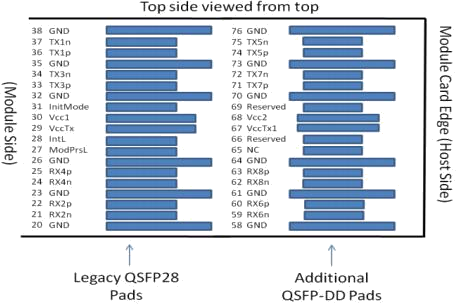 Top side viewed from top
38 GND
37 TX1n
36 TX1p
35 GND
34 TX3n
33 TX3p
32 GND
31 InitMode
30 Vcc1
29 VccTx
28 IntL
27 ModPrsL
26 GND
25 RX4p
24 RX4n
23 GND
22 RX2p
21 RX2n
20 GND
76 GND
75 TX5n
74 TX5p
73 GND
72 TX7n
71 TX7p
70 GND
69 Reserved
68 Vcc2
67 VccTx1
66 Reserved
65 NC
64 GND
63 RX8p
62 RX8n
61 GND
60 RX6p
59 RX6n
58 GND
(Module Side)
Module Card Edge (Host Side)
Legacy QSFP28
Pads
Additional
QSFP-DD Pads